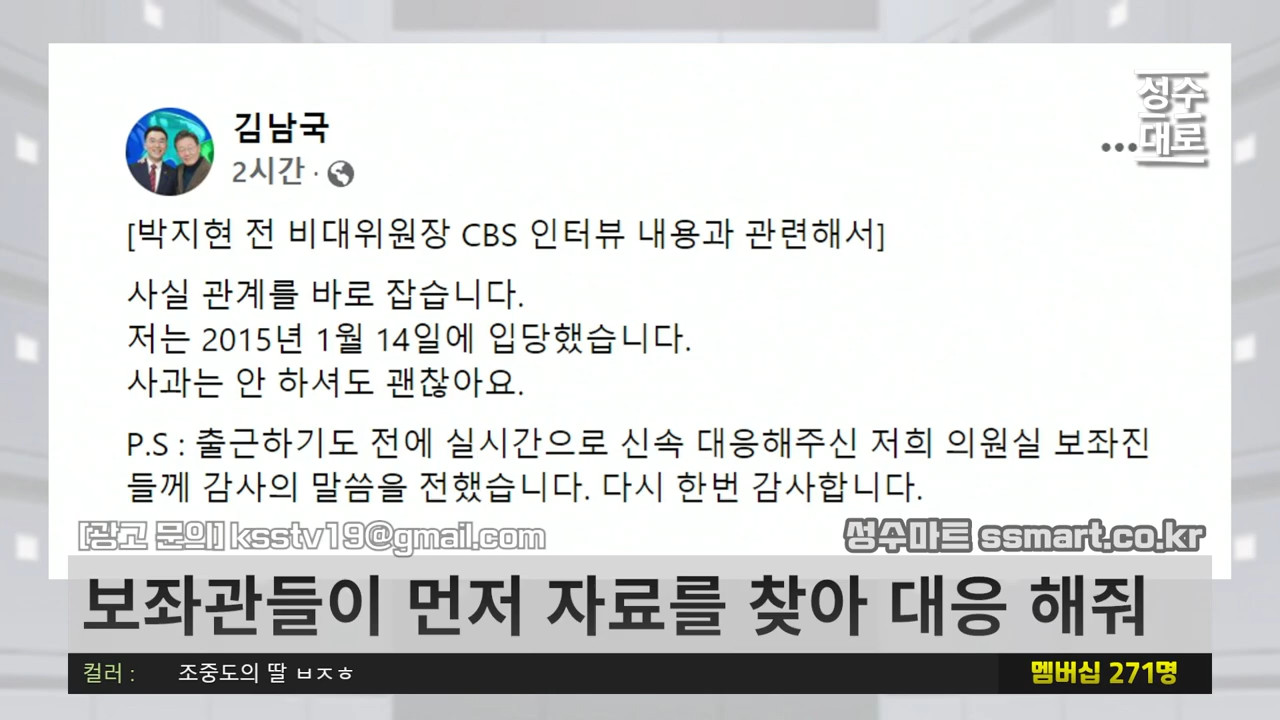 김남국
2시간 ·
성수
...대로
[박지현 전 비대위원장 CBS 인터뷰 내용과 관련해서]
사실 관계를 바로 잡습니다.
저는 2015년 1월 14일에 입당했습니다.
사과는 안 하셔도 괜찮아요.
P.S : 출근하기도 전에 실시간으로 신속 대응해주신 저희 의원실 보좌진
들께 감사의 말씀을 전했습니다. 다시 한번 감사합니다.
[광고 문의] ksstv19@gmail.com
성수마트 ssmart.co.kr
보좌관들이 먼저 자료를 찾아 대응 해줘
컬러 : 조중도의 딸 ㅂㅈㅎ
멤버십 271명